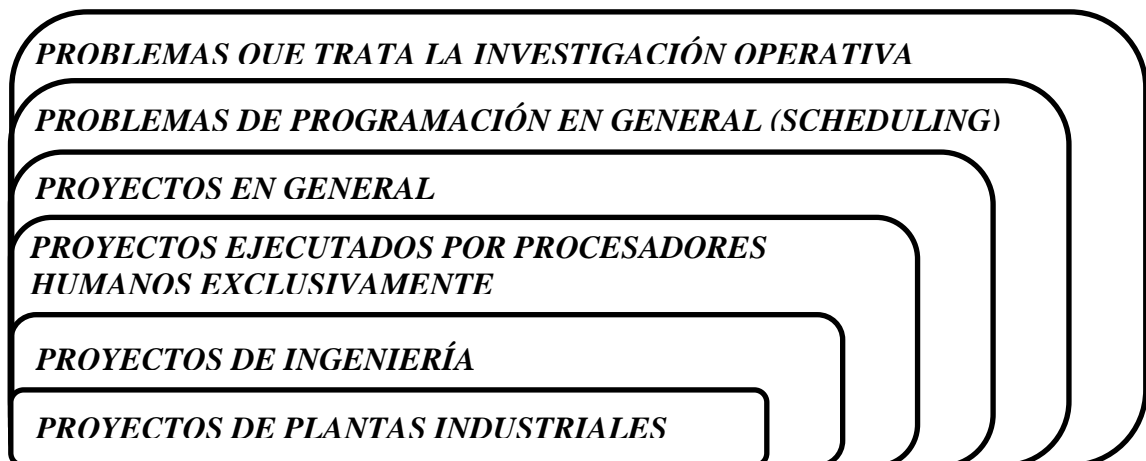 PROBLEMAS QUE TRATA LA INVESTIGACIÓN OPERATIVA
PROBLEMAS DE PROGRAMACIÓN EN GENERAL (SCHEDULING)
PROYECTOS EN GENERAL
PROYECTOS EJECUTADOS POR PROCESADORES
HUMANOS EXCLUSIVAMENTE
PROYECTOS DE INGENIERÍA
PROYECTOS DE PLANTAS INDUSTRIALES